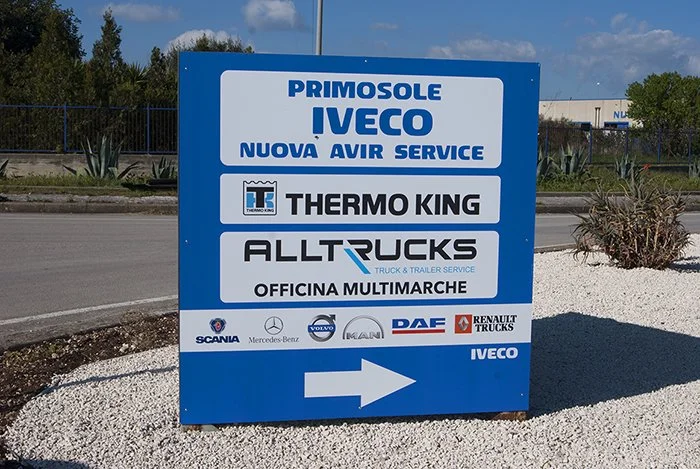 PRIMOSOLE
IVECO
NUOVA AVIR SERVICE
TK
THERMO KING
THERMO KING
ALLTRUCKS
TRUCK & TRAILER SERVICE
OFFICINA MULTIMARCHE
SCANIA
Mercedes-Benz
VOLVO
MAN
DAF
RENAULT
TRUCKS
IVECO